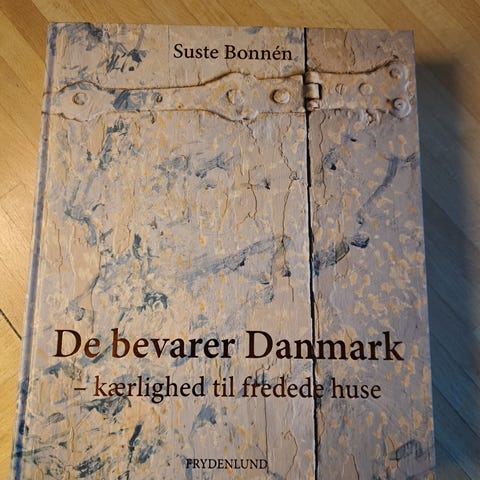 Suste Bonnén
De bevarer Danmark
– kærlighed til fredede huse
FRYDENLUND